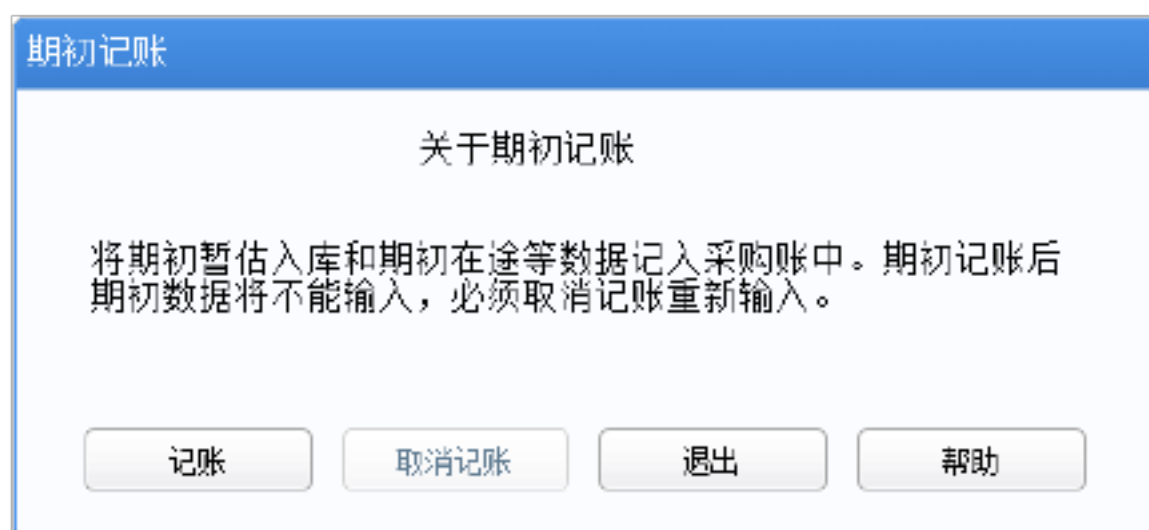 期初记账
关于期初记账
将期初暂估入库和期初在途等数据记入采购账中。期初记账后
期初数据将不能输入，必须取消记账重新输入。
记账 取消记账 退出 帮助